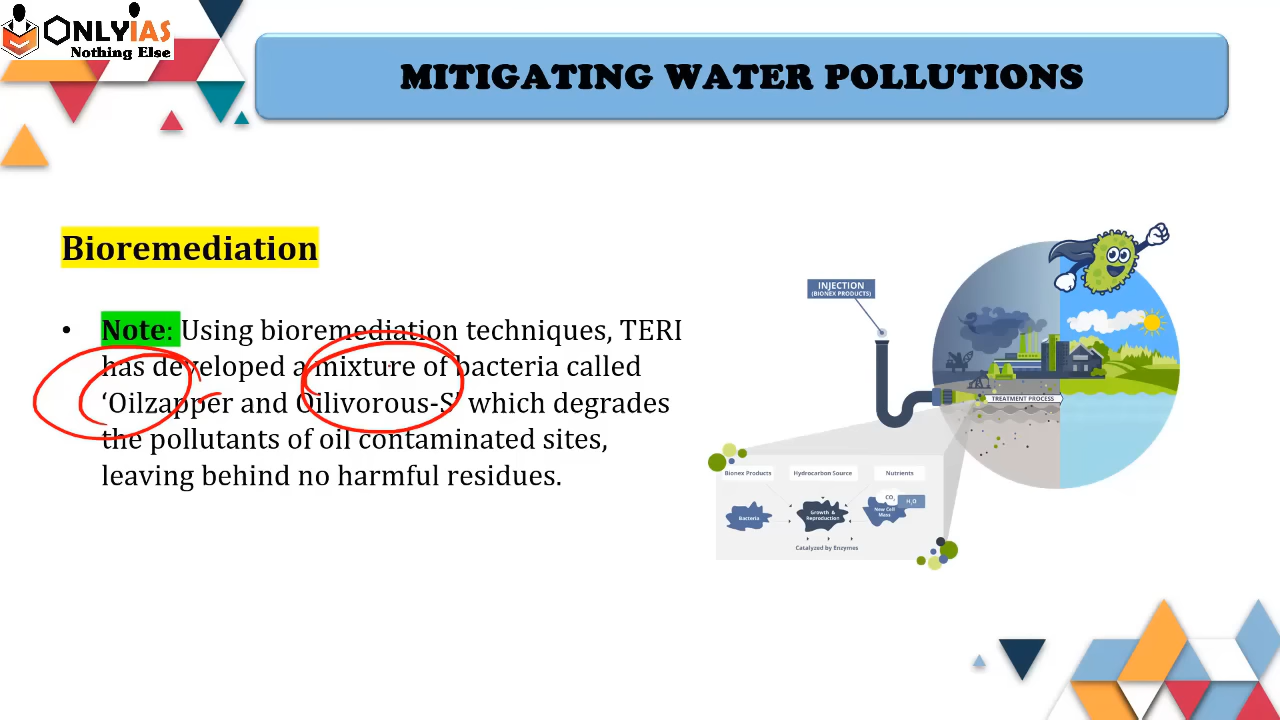 ONLYIAS
Nothing Else
MITIGATING WATER POLLUTIONS
Bioremediation
• Note: Using bioremediation techniques, TERI
has developed a mixture of bacteria called
‘Oilzapper and Oilivorous-S’ which degrades
the pollutants of oil contaminated sites,
leaving behind no harmful residues.
INJECTION
(BIONEX PRODUCTS)
TREATMENT PROCESS
Bionex Products
Hydrocarbon Source
Nutrients
Bacteria
Growth &
Reproduction
CO2
H2O
New Cell
Mass
Catalyzed by Enzymes